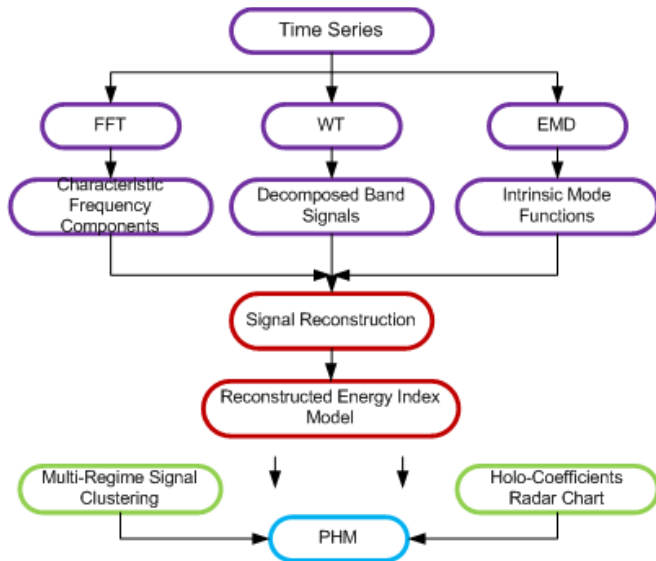 Time Series
FFT
WT
EMD
Characteristic
Frequency
Components
Decomposed Band
Signals
Intrinsic Mode
Functions
Signal Reconstruction
Reconstructed Energy Index
Model
Multi-Regime Signal
Clustering
Holo-Coefficients
Radar Chart
PHM